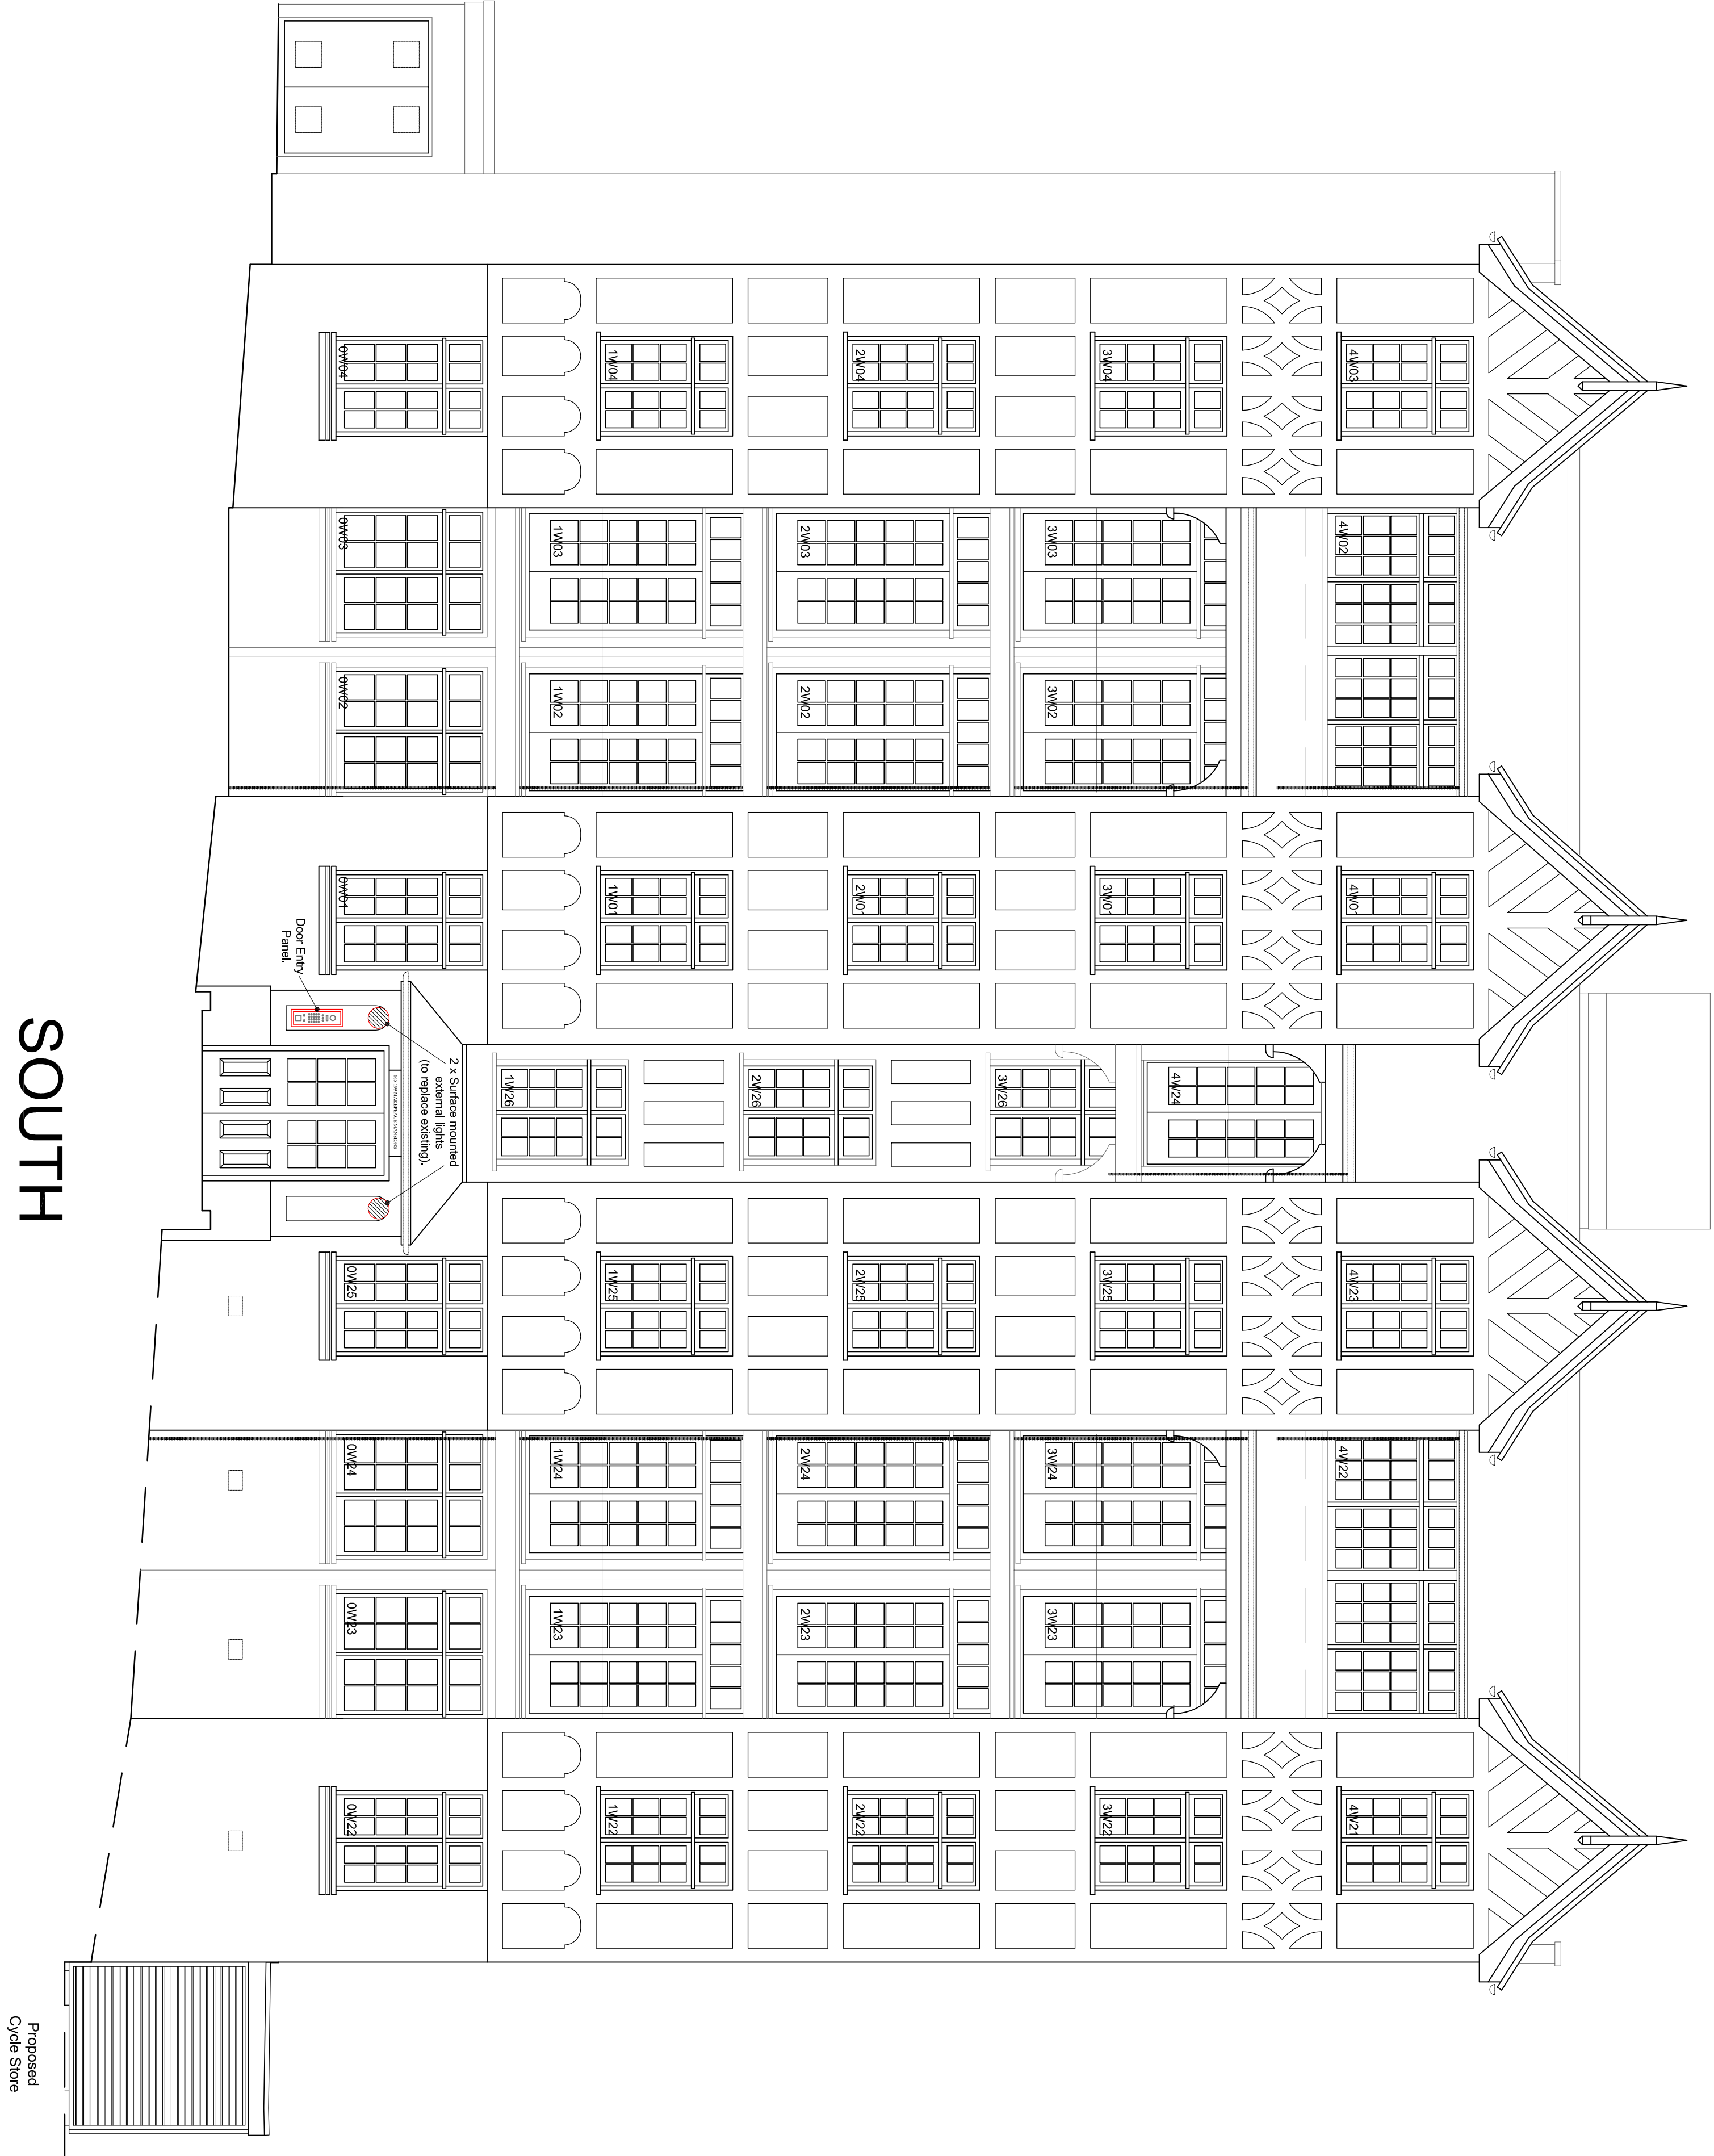 4W03 4W02 4W01 4W24 4W23 4W22 4W21
3W04 3W03 3W02 3W01 3W26 3W25 3W24 3W23 3W22
2W04 2W03 2W02 2W01 2W26 2W25 2W24 2W23 2W22
1W04 1W03 1W02 1W01 1W26 1W25 1W24 1W23 1W22
2 x Surface mounted
external lights
(to replace existing).
MAKEPEACE MANSIONS
0W04 0W03 0W02 0W01 0W25 0W24 0W23 0W22
Door Entry
Panel.
SOUTH
Proposed
Cycle Store